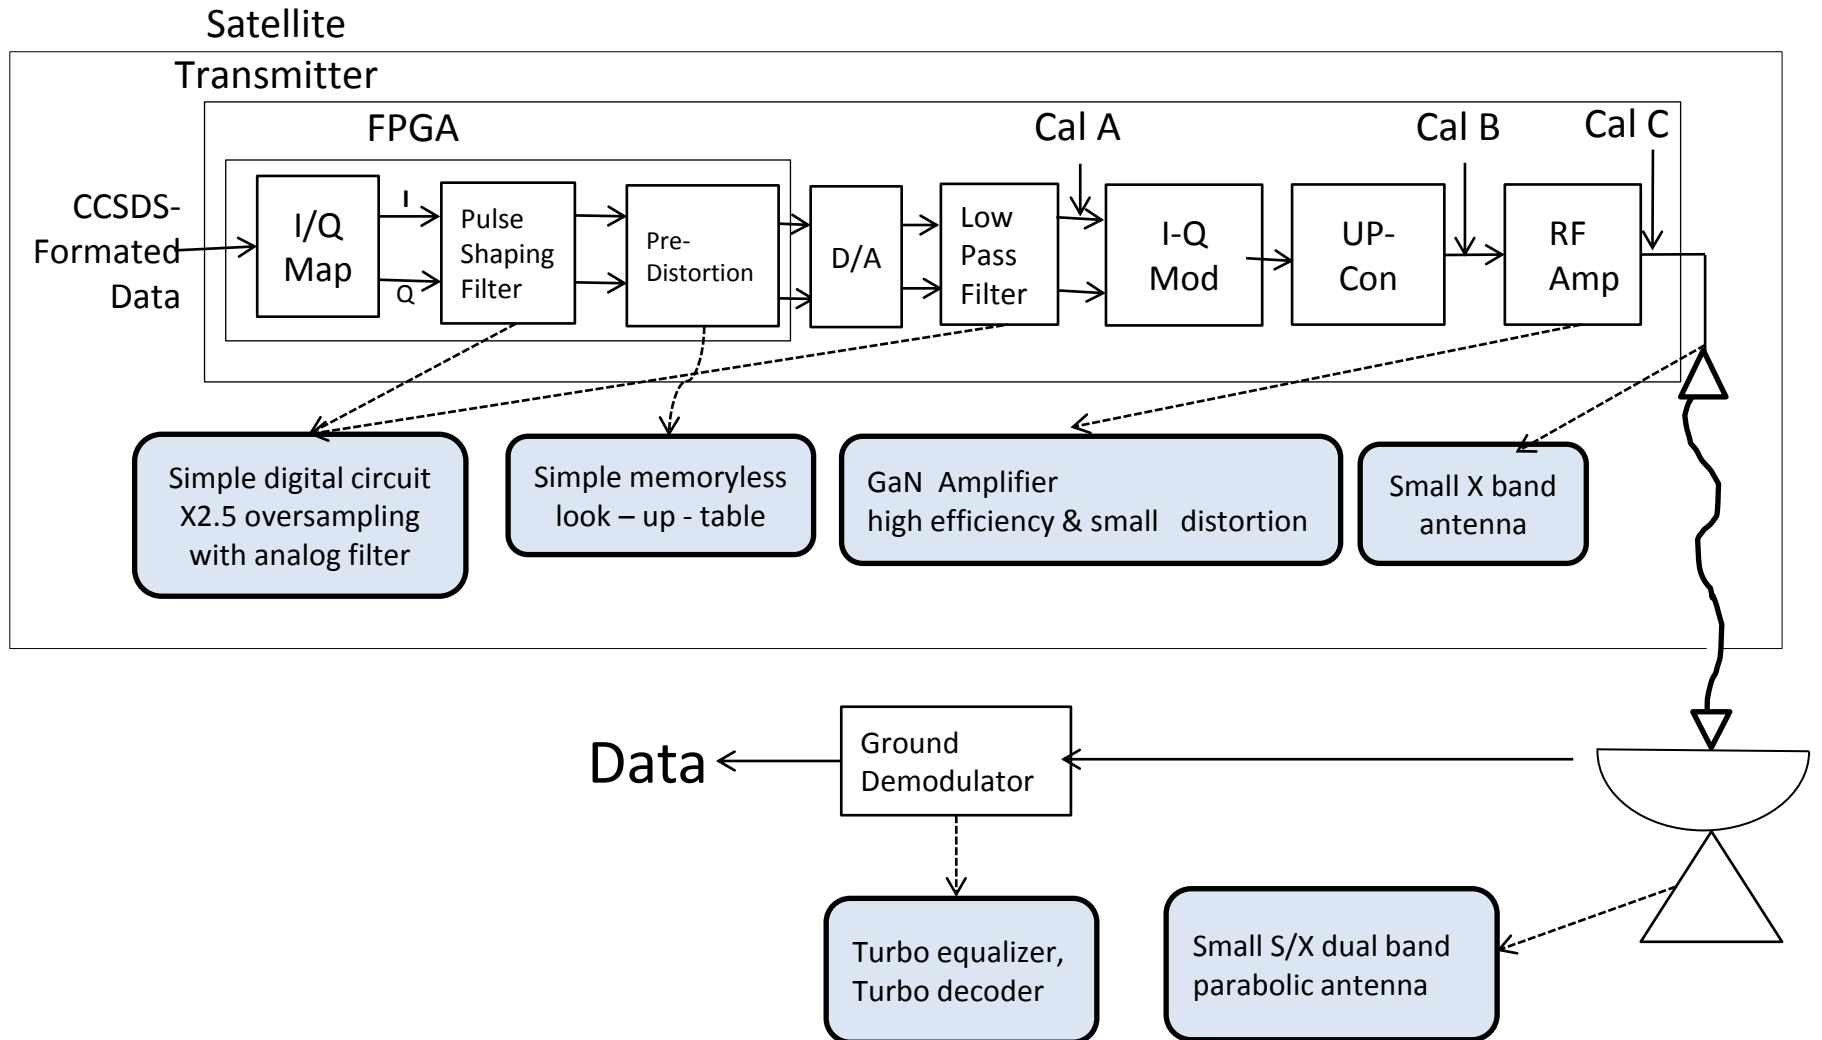 Satellite
Transmitter
FPGA
Cal A
Cal B
Cal C
CCSDS-
Formated
Data
I/Q
Map
I
Q
Pulse
Shaping
Filter
Pre-
Distortion
D/A
Low
Pass
Filter
I-Q
Mod
UP-
Con
RF
Amp
Simple digital circuit
X2.5 oversampling
with analog filter
Simple memoryless
look – up - table
GaN Amplifier
high efficiency & small distortion
Small X band
antenna
Data
Ground
Demodulator
Turbo equalizer,
Turbo decoder
Small S/X dual band
parabolic antenna